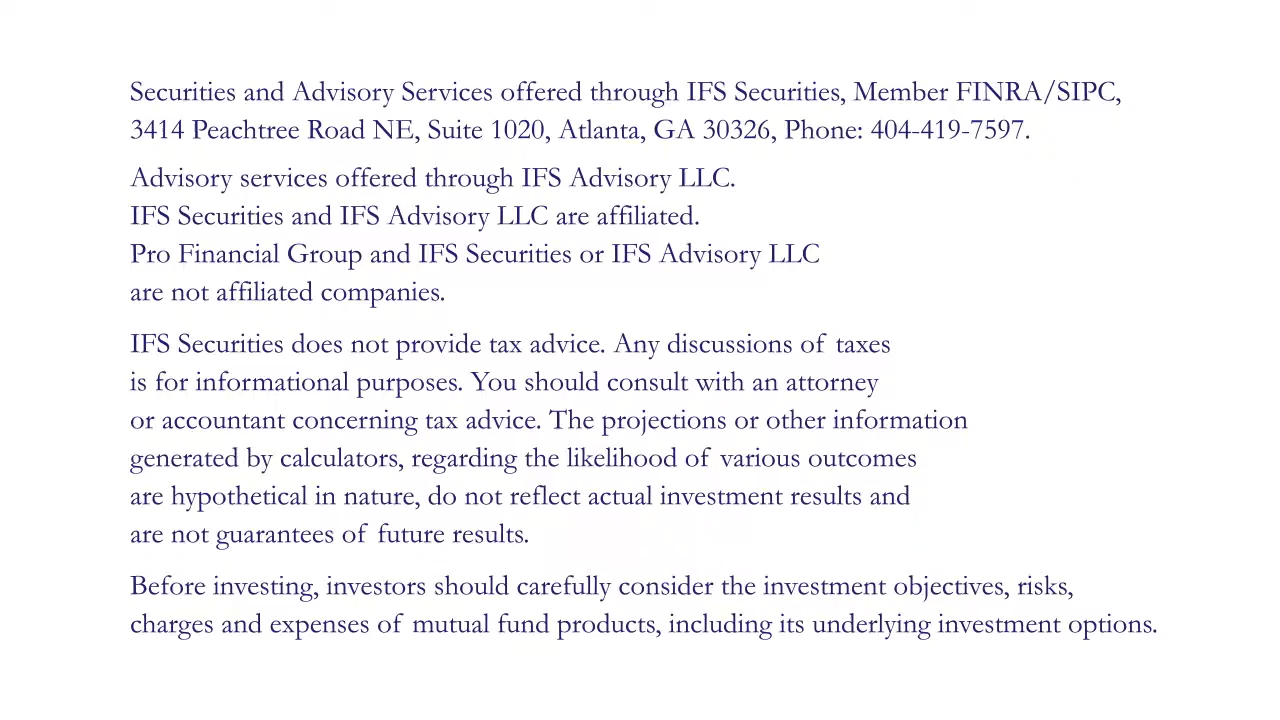 Securities and Advisory Services offered through IFS Securities, Member FINRA/SIPC,
3414 Peachtree Road NE, Suite 1020, Atlanta, GA 30326, Phone: 404-419-7597.
Advisory services offered through IFS Advisory LLC.
IFS Securities and IFS Advisory LLC are affiliated.
Pro Financial Group and IFS Securities or IFS Advisory LLC
are not affiliated companies.
IFS Securities does not provide tax advice. Any discussions of taxes
is for informational purposes. You should consult with an attorney
or accountant concerning tax advice. The projections or other information
generated by calculators, regarding the likelihood of various outcomes
are hypothetical in nature, do not reflect actual investment results and
are not guarantees of future results.
Before investing, investors should carefully consider the investment objectives, risks,
charges and expenses of mutual fund products, including its underlying investment options.